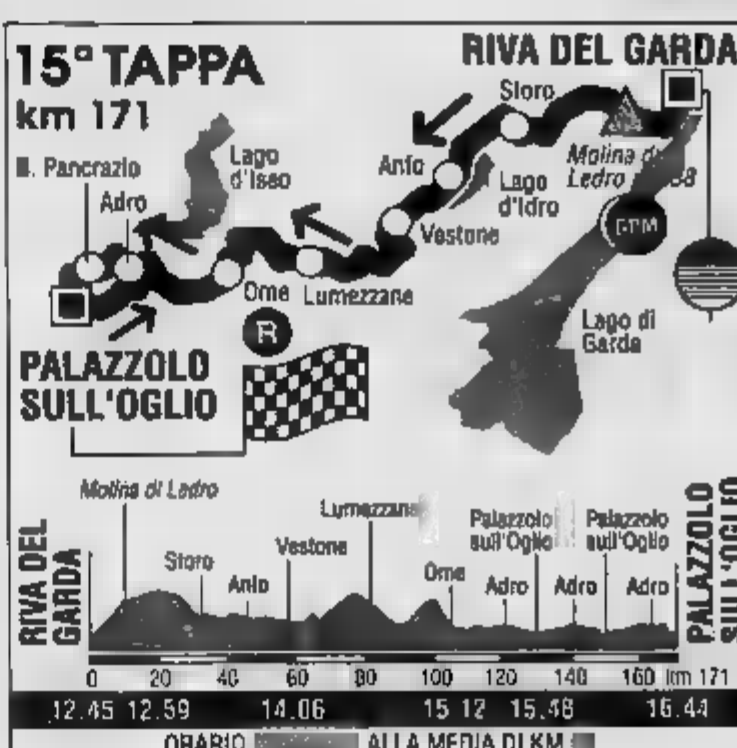 15ª TAPPA
km 171
RIVA DEL GARDA
Storo
Pancrazio
Adro
Lago
d'Iseo
Anfo
Molina
Ledro
Lago
d'Idro
Vestone
GPM
Ome
Lumezzane
R
Lago di
Garda
PALAZZOLO
SULL'OGLIO
Molina di Ledro
Lumezzane
Palazzolo
sull'Oglio
Palazzolo
sull'Oglio
Vestone
Storo
Anfo
Ome
Adro
Adro
Adro
RIVA DEL
GARDA
PALAZZOLO
SULL'OGLIO
0 20 40 60 80 100 120 140 160 km 171
12.45 12.59 14.06 15 12 15.48 16.44
ORARIO ALLA MEDIA DI KM